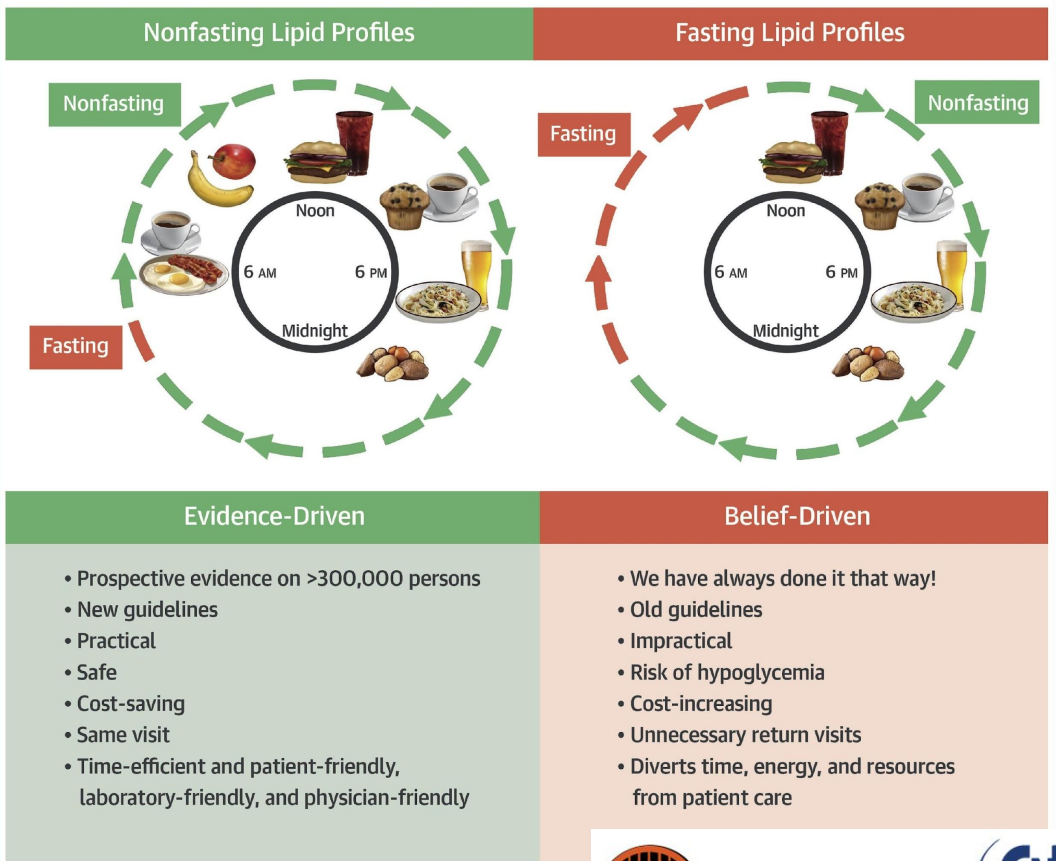 Nonfasting Lipid Profiles
Fasting Lipid Profiles
Nonfasting
Noon
6 AM
6 PM
Midnight
Fasting
Nonfasting
Fasting
Noon
6 AM
6 PM
Midnight
Evidence-Driven
• Prospective evidence on >300,000 persons
• New guidelines
• Practical
• Safe
• Cost-saving
• Same visit
• Time-efficient and patient-friendly,
laboratory-friendly, and physician-friendly
Belief-Driven
• We have always done it that way!
• Old guidelines
• Impractical
• Risk of hypoglycemia
• Cost-increasing
• Unnecessary return visits
• Diverts time, energy, and resources
from patient care